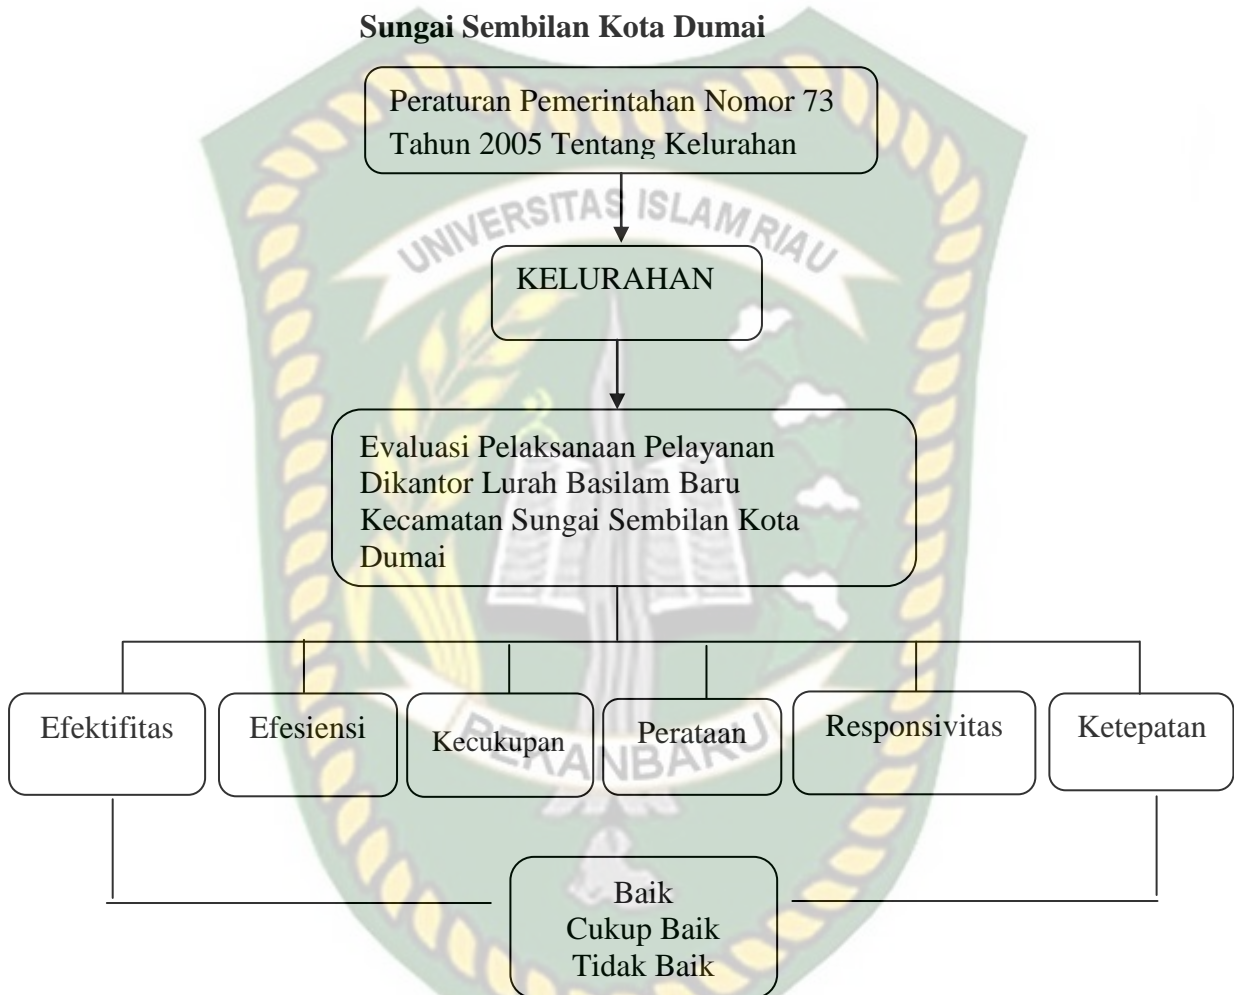 Sungai Sembilan Kota Dumai
Peraturan Pemerintahan Nomor 73
Tahun 2005 Tentang Kelurahan
UNIVERSITAS ISLAM RIAU
KELURAHAN
Evaluasi Pelaksanaan Pelayanan
Dikantor Lurah Basilam Baru
Kecamatan Sungai Sembilan Kota
Dumai
Efektifitas
Efesiensi
Kecukupan
Perataan
Responsivitas
Ketepatan
PEKANBARU
Baik
Cukup Baik
Tidak Baik